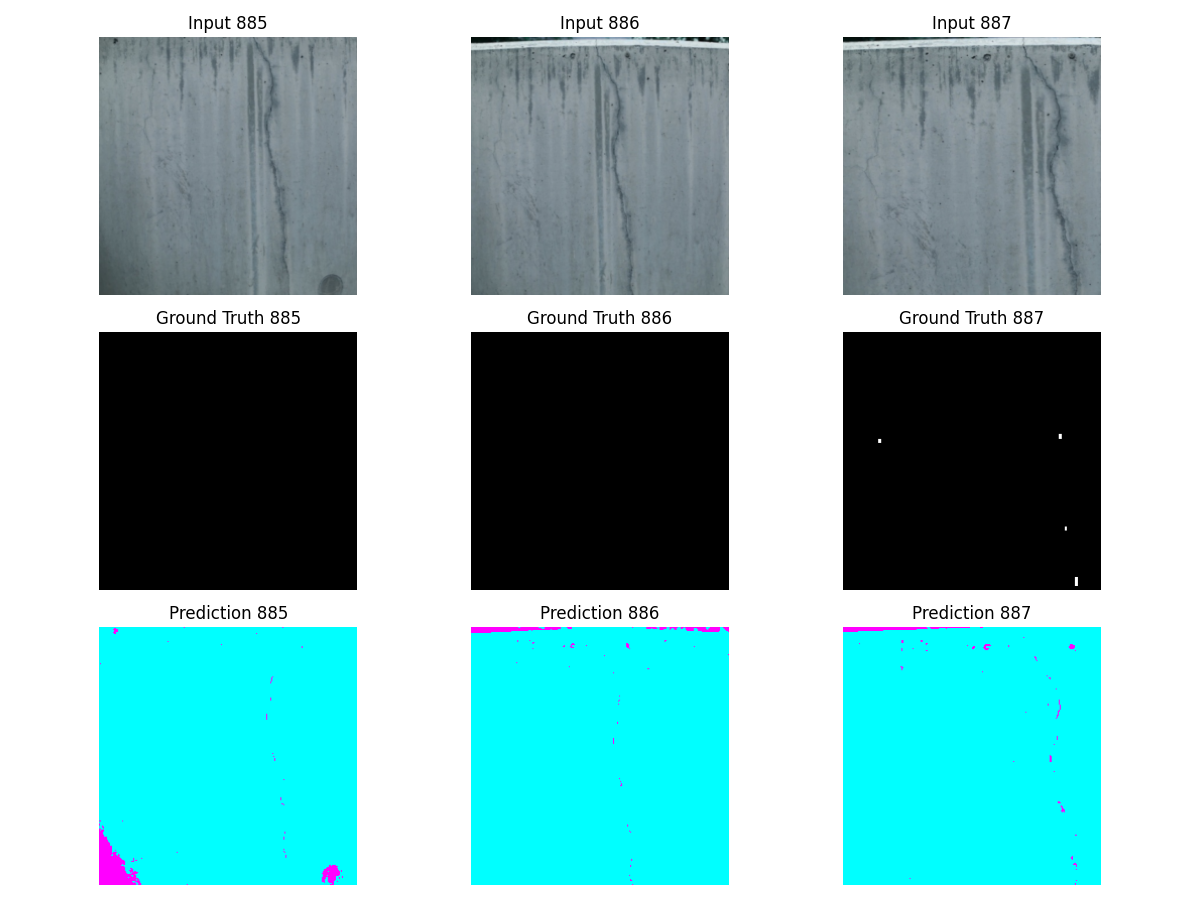 Input 885
Input 886
Input 887
Ground Truth 885
Ground Truth 886
Ground Truth 887
Prediction 885
Prediction 886
Prediction 887